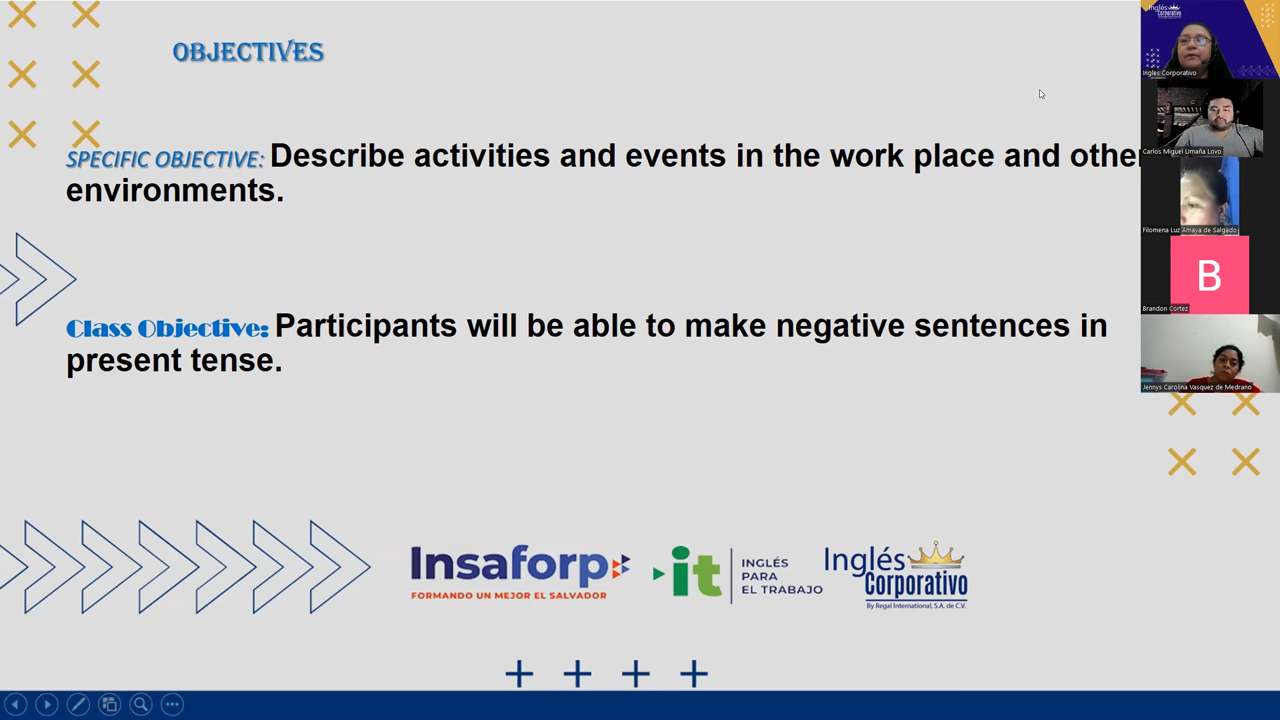 OBJECTIVES
SPECIFIC OBJECTIVE: Describe activities and events in the work place and other
environments.
Class Objective: Participants will be able to make negative sentences in
present tense.
Insaforp
FORMANDO UN MEJOR EL SALVADOR
it
INGLÉS
PARA
EL TRABAJO
Inglés
Corporativo
By Regal International, S.A. de C.V.
Inglés
Corporativo
Ingles Corporativo
Carlos Miguel Umaña Lovo
Filomena Luz Amaya de Salgado
B
Brandon Cortez
Jennys Carolina Vasquez de Medrano